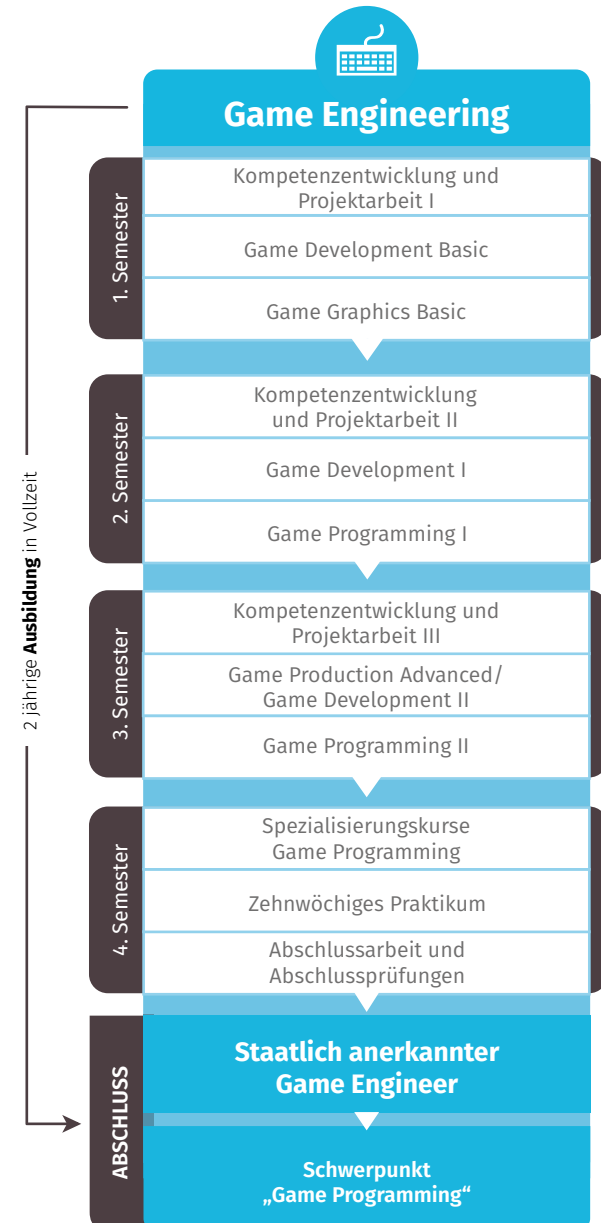 Game Engineering
2 jährige Ausbildung in Vollzeit
1. Semester
Kompetenzentwicklung und
Projektarbeit I
Game Development Basic
Game Graphics Basic
2. Semester
Kompetenzentwicklung
und Projektarbeit II
Game Development I
Game Programming I
3. Semester
Kompetenzentwicklung und
Projektarbeit III
Game Production Advanced/
Game Development II
Game Programming II
4. Semester
Spezialisierungskurse
Game Programming
Zehnwöchiges Praktikum
Abschlussarbeit und
Abschlussprüfungen
ABSCHLUSS
Staatlich anerkannter
Game Engineer
Schwerpunkt
„Game Programming“